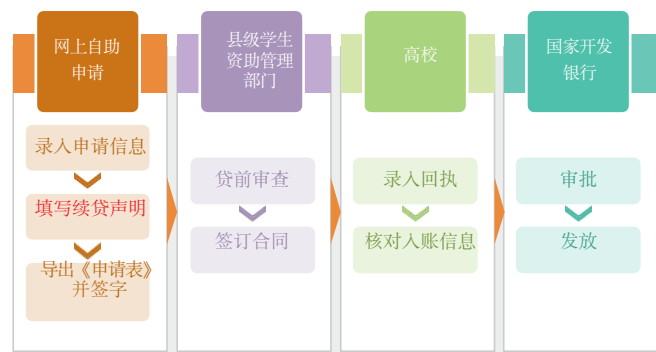 网上自助
申请
录入申请信息
填写续贷声明
导出《申请表》
并签字
县级学生
资助管理
部门
贷前审查
签订合同
高校
录入回执
核对入账信息
国家开发
银行
审批
发放